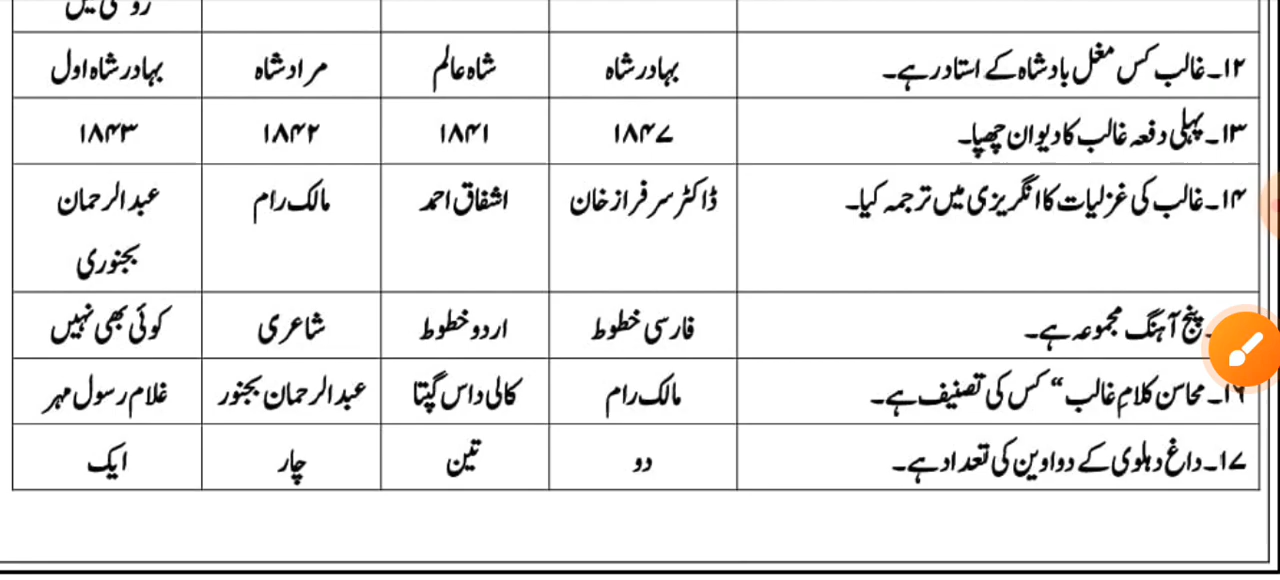 ۱۲۔غالب کس مغل بادشاہ کے استاد رہے۔ بہادر شاہ شاہ عالم مراد شاہ بہادر شاہ اول
۱۳۔پہلی دفعہ غالب کا دیوان چھپا۔ ۱۸۴۷ ۱۸۴۱ ۱۸۴۲ ۱۸۴۳
۱۴۔غالب کی غزلیات کا انگریزی میں ترجمہ کیا۔ ڈاکٹر سرفراز خان اشفاق احمد مالک رام عبد الرحمان
بجنوری
۔پنج آہنگ مجموعہ ہے۔ فارسی خطوط اردو خطوط شاعری کوئی بھی نہیں
۱۶۔محاسن کلامِ غالب“ کس کی تصنیف ہے۔ مالک رام کالی داس گپتا عبد الرحمان بجنور غلام رسول مہر
۱۷۔داغ دہلوی کے دواوین کی تعداد ہے۔ دو تین چار ایک